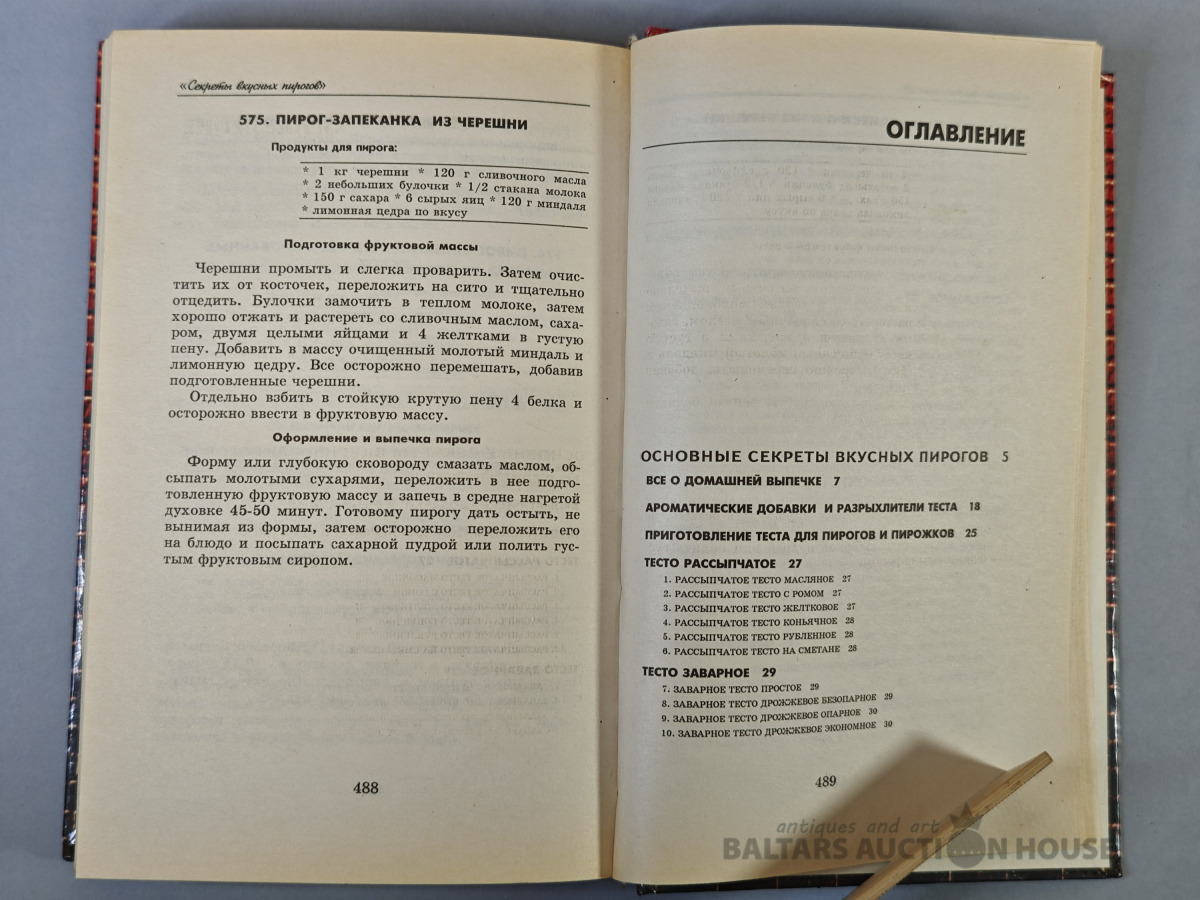 «Секреты вкусных пирогов»
575. ПИРОГ-ЗАПЕКАНКА ИЗ ЧЕРЕШНИ
Продукты для пирога:
* 1 кг черешни * 120 г сливочного масла
* 2 небольших булочки * 1/2 стакана молока
* 150 г сахара * 6 сырых яиц * 120 г миндаля
* лимонная цедра по вкусу
Подготовка фруктовой массы
Черешни промыть и слегка проварить. Затем очис-
тить их от косточек, переложить на сито и тщательно
отцедить. Булочки замочить в теплом молоке, затем
хорошо отжать и растереть со сливочным маслом, саха-
ром, двумя целыми яйцами и 4 желтками в густую
пену. Добавить в массу очищенный молотый миндаль и
лимонную цедру. Все осторожно перемешать, добавив
подготовленные черешни.
Отдельно взбить в стойкую крутую пену 4 белка и
осторожно ввести в фруктовую массу.
Оформление и выпечка пирога
Форму или глубокую сковороду смазать маслом, об-
сыпать молотыми сухарями, переложить в нее подго-
товленную фруктовую массу и запечь в средне нагретой
духовке 45-50 минут. Готовому пирогу дать остыть, не
вынимая из формы, затем осторожно переложить его
на блюдо и посыпать сахарной пудрой или полить гус-
тым фруктовым сиропом.
488
ОГЛАВЛЕНИЕ
ОСНОВНЫЕ СЕКРЕТЫ ВКУСНЫХ ПИРОГОВ 5
ВСЕ О ДОМАШНЕЙ ВЫПЕЧКЕ 7
АРОМАТИЧЕСКИЕ ДОБАВКИ И РАЗРЫХЛИТЕЛИ ТЕСТА 18
ПРИГОТОВЛЕНИЕ ТЕСТА ДЛЯ ПИРОГОВ И ПИРОЖКОВ 25
ТЕСТО РАССЫПЧАТОЕ 27
1. РАССЫПЧАТОЕ ТЕСТО МАСЛЯНОЕ 27
2. РАССЫПЧАТОЕ ТЕСТО С РОМОМ 27
3. РАССЫПЧАТОЕ ТЕСТО ЖЕЛТКОВОЕ 27
4. РАССЫПЧАТОЕ ТЕСТО КОНЬЯЧНОЕ 28
5. РАССЫПЧАТОЕ ТЕСТО РУБЛЕННОЕ 28
6. РАССЫПЧАТОЕ ТЕСТО НА СМЕТАНЕ 28
ТЕСТО ЗАВАРНОЕ 29
7. ЗАВАРНОЕ ТЕСТО ПРОСТОЕ 29
8. ЗАВАРНОЕ ТЕСТО ДРОЖЖЕВОЕ БЕЗОПАРНОЕ 29
9. ЗАВАРНОЕ ТЕСТО ДРОЖЖЕВОЕ ОПАРНОЕ 30
10. ЗАВАРНОЕ ТЕСТО ДРОЖЖЕВОЕ ЭКОНОМНОЕ 30
489
antiques and art
BALTARS AUCTION HOUSE